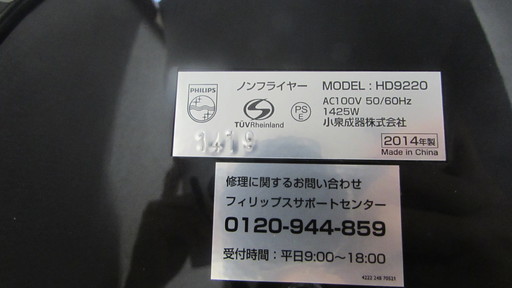 PHILIPS
ノンフライヤー MODEL : HD9220
AC100V 50/60Hz
1425W
小泉成器株式会社
TÜVRheinland
PS
E
2014年製
Made in China
修理に関するお問い合わせ
フィリップスサポートセンター
0120-944-859
受付時間：平日9:00〜18:00